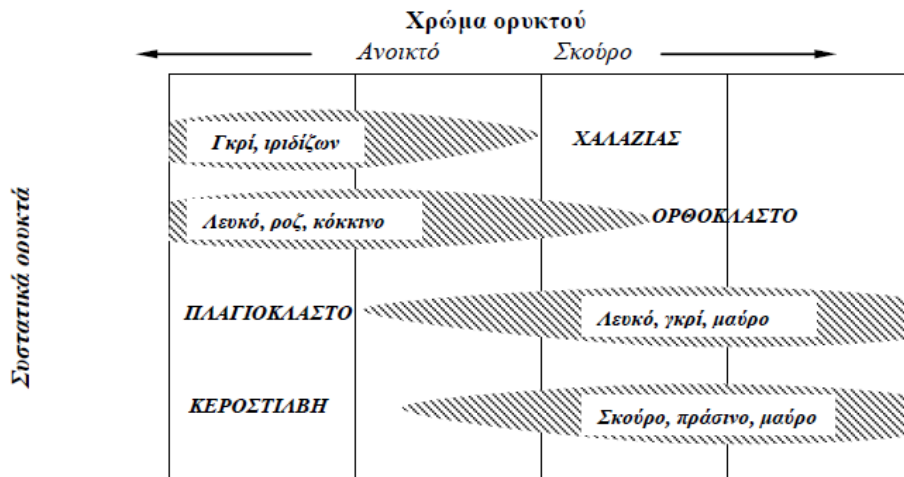 Χρώμα ορυκτού
Ανοικτό Σκούρο
Γκρί, ιριδίζων ΧΑΛΑΖΙΑΣ
Λευκό, ροζ, κόκκινο ΟΡΘΟΚΛΑΣΤΟ
ΠΛΑΓΙΟΚΛΑΣΤΟ Λευκό, γκρί, μαύρο
ΚΕΡΟΣΤΙΛΒΗ Σκούρο, πράσινο, μαύρο
Συστατικά ορυκτά